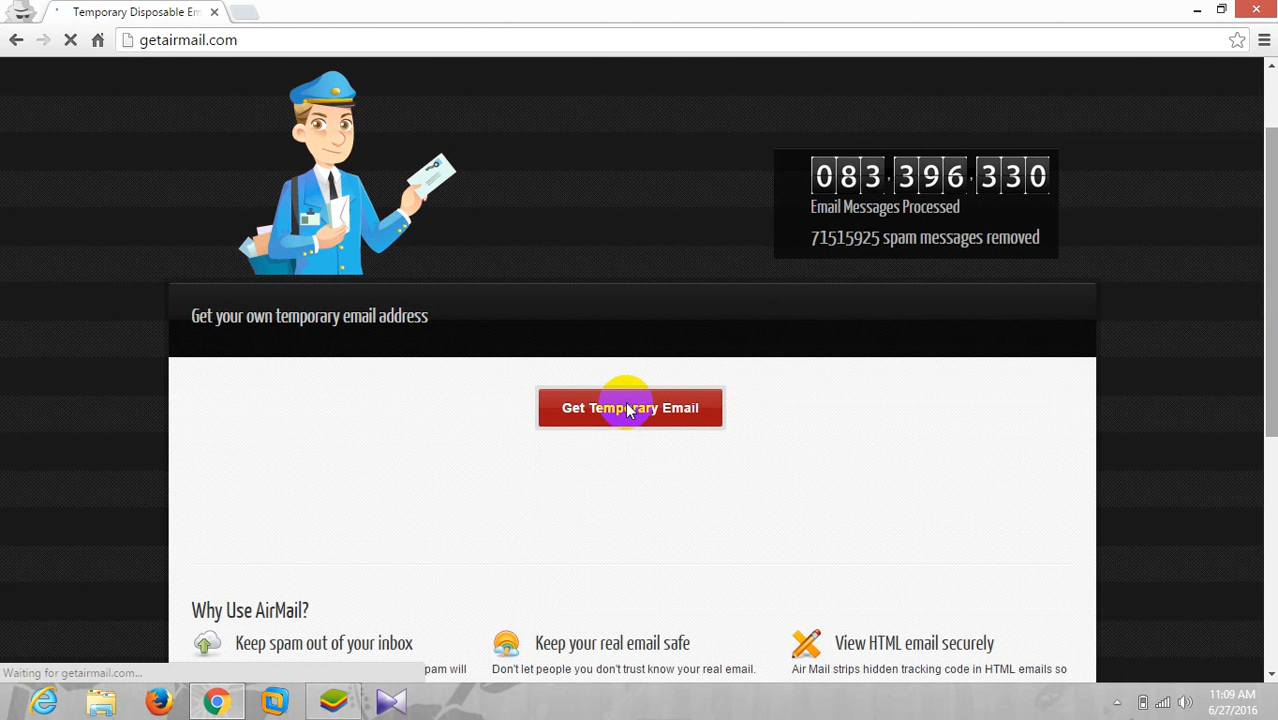 Temporary Disposable Em
getairmail.com
083,396,330
Email Messages Processed
71515925 spam messages removed
Get your own temporary email address
Get Temporary Email
Why Use AirMail?
Keep spam out of your inbox
Keep your real email safe
View HTML email securely
Waiting for getairmail.com...
pam will
Don't let people you don't trust know your real email.
Air Mail strips hidden tracking code in HTML emails so
11:09 AM
6/27/2016